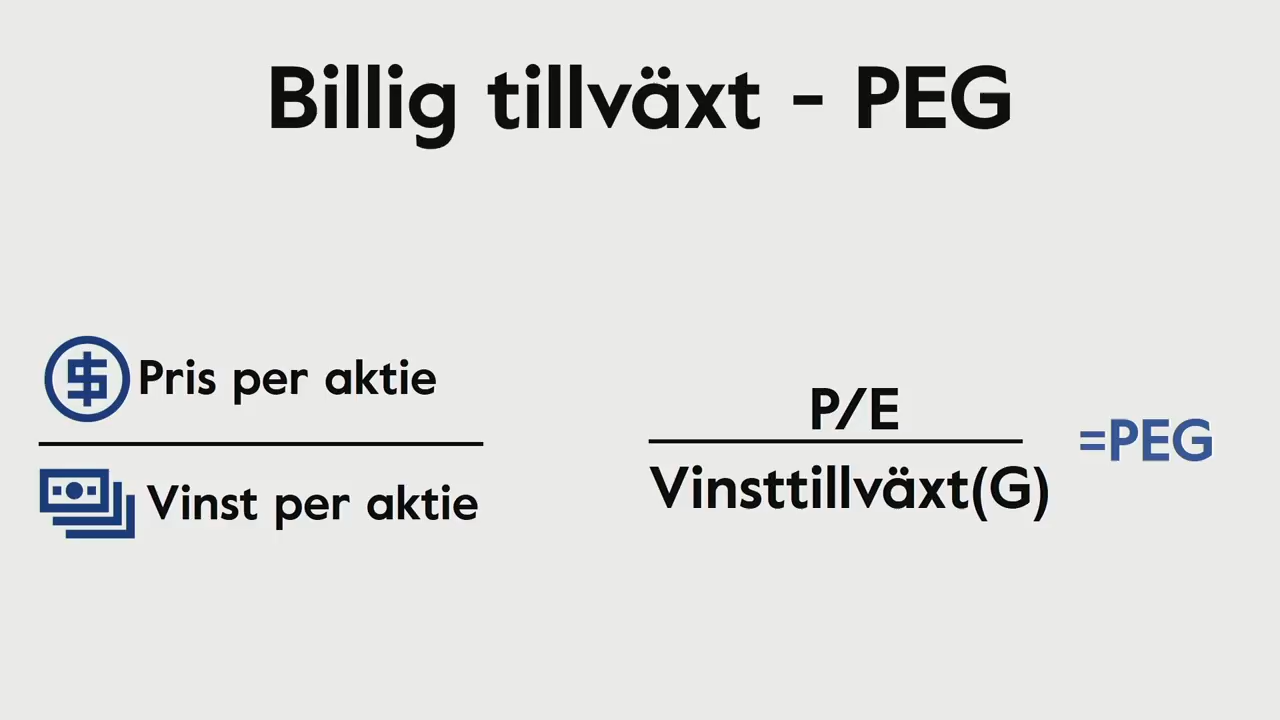 Billig tillväxt - PEG
Pris per aktie
Vinst per aktie
P/E
Vinsttillväxt(G)
=PEG